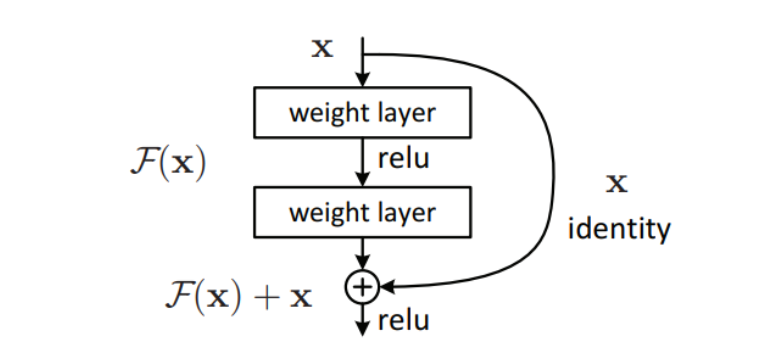 x
weight layer
relu
F(x)
x
weight layer
identity
F(x) + x
+
relu